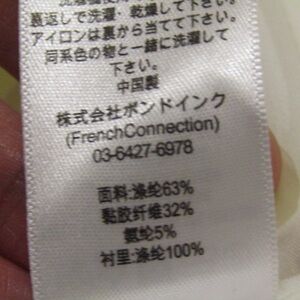 裏返しで洗濯・乾燥して下さい。
アイロンは裏から当てて下さい。
同系色の物と一緒に洗濯して
下さい。
中国製
株式会社ボンドインク
(FrenchConnection)
03-6427-6978
面料:涤纶63%
黏胶纤维32%
氨纶5%
衬里:涤纶100%